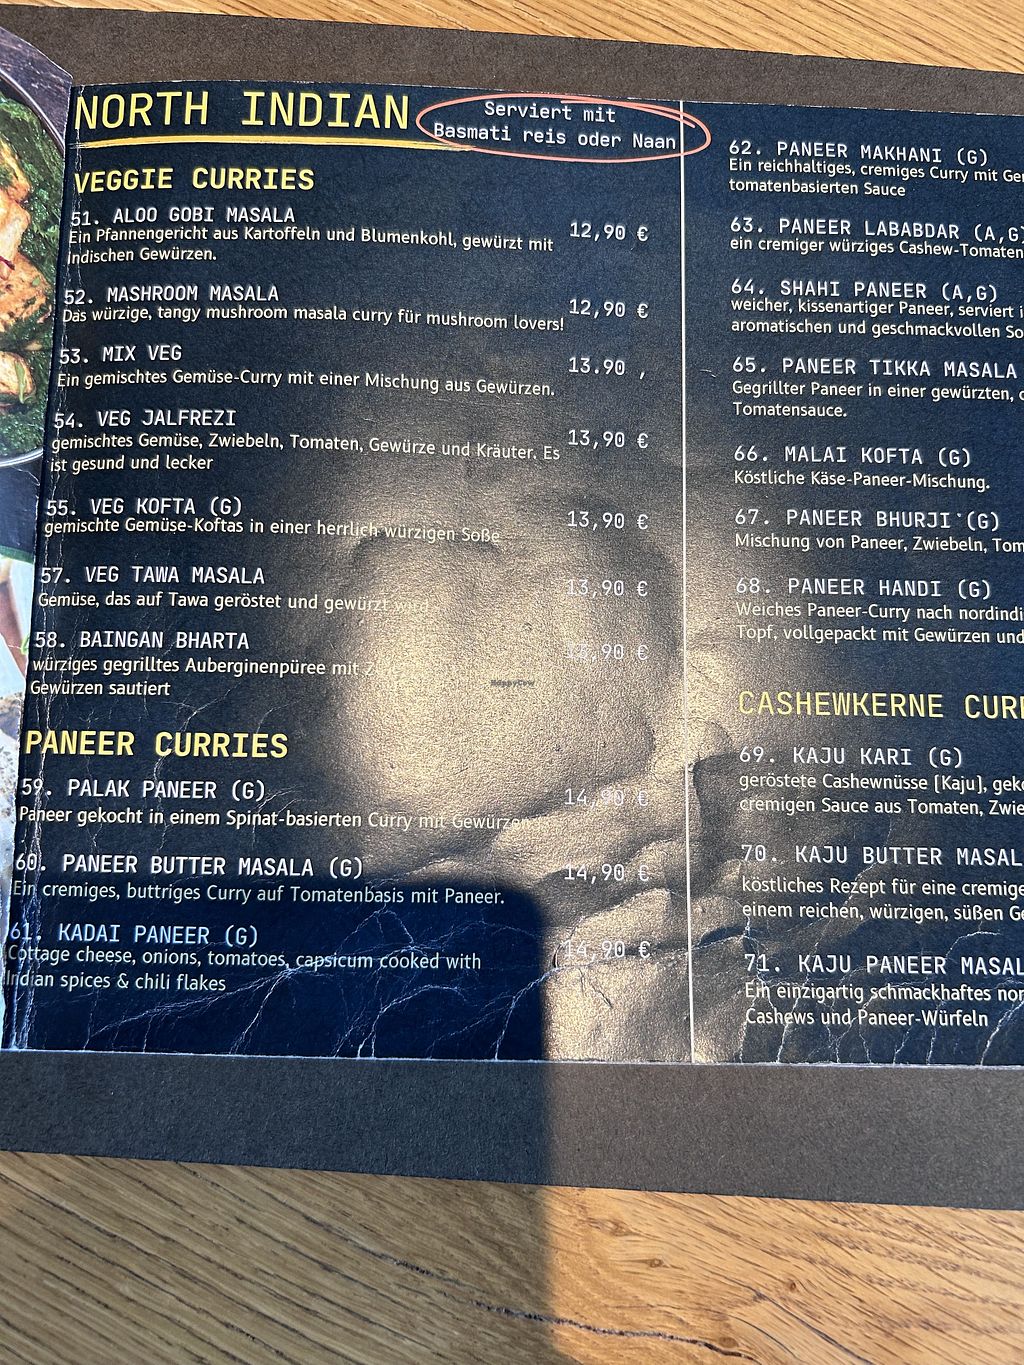 NORTH INDIAN
Serviert mit
Basmati reis oder Naan
VEGGIE CURRIES
51. ALOO GOBI MASALA
Ein Pfannengericht aus Kartoffeln und Blumenkohl, gewürzt mit 12,90 €
Indischen Gewürzen.
52. MASHROOM MASALA
Das würzige, tangy mushroom masala curry für mushroom lovers! 12,90 €
53. MIX VEG 13.90 ,
Ein gemischtes Gemüse-Curry mit einer Mischung aus Gewürzen.
54. VEG JALFREZI
gemischtes Gemüse, Zwiebeln, Tomaten, Gewürze und Kräuter. Es 13,90 €
ist gesund und lecker
55. VEG KOFTA (G)
gemischte Gemüse-Koftas in einer herrlich würzigen Soße 13,90 €
57. VEG TAWA MASALA
Gemüse, das auf Tawa geröstet und gewürzt wird 13,90 €
58. BAINGAN BHARTA
würziges gegrilltes Auberginenpüree mit ,90 €
Gewürzen sautiert
PANEER CURRIES
59. PALAK PANEER (G)
Paneer gekocht in einem Spinat-basierten Curry mit Gewürzen 14,90 €
60. PANEER BUTTER MASALA (G) 14,90 €
Ein cremiges, buttriges Curry auf Tomatenbasis mit Paneer.
61. KADAI PANEER (G)
Cottage cheese, onions, tomatoes, capsicum cooked with 14,90 €
Indian spices & chili flakes
62. PANEER MAKHANI (G)
Ein reichhaltiges, cremiges Curry mit
tomatenbasierten Sauce
63. PANEER LABABDAR (A,G)
ein cremiger würziges Cashew-Tomaten
64. SHAHI PANEER (A,G)
weicher, kissenartiger Paneer, serviert
aromatischen und geschmackvollen
65. PANEER TIKKA MASALA
Gegrillter Paneer in einer gewürzten,
Tomatensauce.
66. MALAI KOFTA (G)
Köstliche Käse-Paneer-Mischung.
67. PANEER BHURJI (G)
Mischung von Paneer, Zwiebeln, Tom
68. PANEER HANDI (G)
Weiches Paneer-Curry nach nordindi
Topf, vollgepackt mit Gewürzen und
CASHEWKERNE CUR
69. KAJU KARI (G)
geröstete Cashewnüsse [Kaju], gek
cremigen Sauce aus Tomaten, Zwie
70. KAJU BUTTER MASAL
köstliches Rezept für eine cremige
einem reichen, würzigen, süßen
71. KAJU PANEER MASAL
Ein einzigartig schmackhaftes nor
Cashews und Paneer-Würfeln
HappyCow